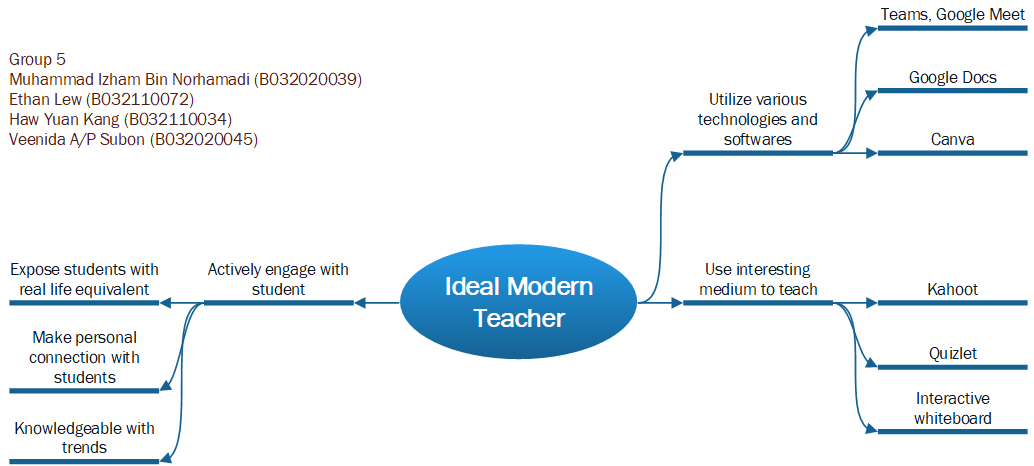 Group 5
Muhammad Izham Bin Norhamadi (B032020039)
Ethan Lew (B032110072)
Haw Yuan Kang (B032110034)
Veenida A/P Subon (B032020045)
Ideal Modern
Teacher
Utilize various
technologies and
softwares
Teams, Google Meet
Google Docs
Canva
Use interesting
medium to teach
Kahoot
Quizlet
Interactive
whiteboard
Actively engage with
student
Expose students with
real life equivalent
Make personal
connection with
students
Knowledgeable with
trends